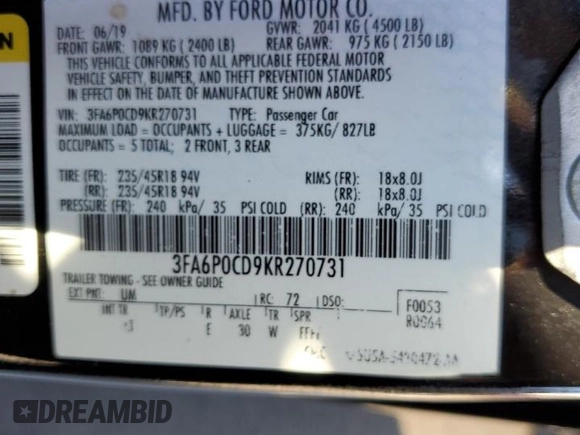 MFD. BY FORD MOTOR CO.
DATE: 06/19 GVWR: 2041 KG (4500 LB)
FRONT GAWR: 1089 KG (2400 LB) REAR GAWR: 975 KG (2150 LB)
THIS VEHICLE CONFORMS TO ALL APPLICABLE FEDERAL MOTOR
VEHICLE SAFETY, BUMPER, AND THEFT PREVENTION STANDARDS
IN EFFECT ON THE DATE OF MANUFACTURE SHOWN ABOVE.
VIN: 3FA6P0CD9KR270731 TYPE: Passenger Car
MAXIMUM LOAD = OCCUPANTS + LUGGAGE = 375KG/ 827LB
OCCUPANTS = 5 TOTAL; 2 FRONT, 3 REAR
TIRE (FR): 235/45R18 94V RIMS (FR): 18x8.0J
(RR): 235/45R18 94V (RR): 18x8.0J
PRESSURE (FR): 240 kPa/ 35 PSI COLD (RR): 240 kPa/ 35 PSI COLD
3FA6P0CD9KR270731
TRAILER TOWING - SEE OWNER GUIDE
EXT PNT: UM RC: 72 DSO: F0053
INT TR TP/PS R AXLE TR SPR R0064
E 30 W
DREAMBID